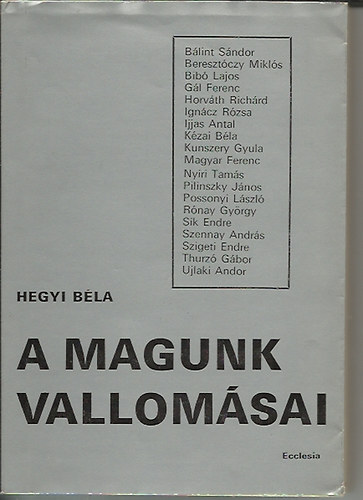 Bálint Sándor
Beresztóczy Miklós
Bibó Lajos
Gál Ferenc
Horváth Richárd
Ignácz Rózsa
Ijjas Antal
Kézai Béla
Kunszery Gyula
Magyar Ferenc
Nyíri Tamás
Pilinszky János
Possonyi László
Rónay György
Sík Endre
Szennay András
Szigeti Endre
Thurzó Gábor
Ujlaki Andor
HEGYI BÉLA
A MAGUNK
VALLOMÁSAI
Ecclesia